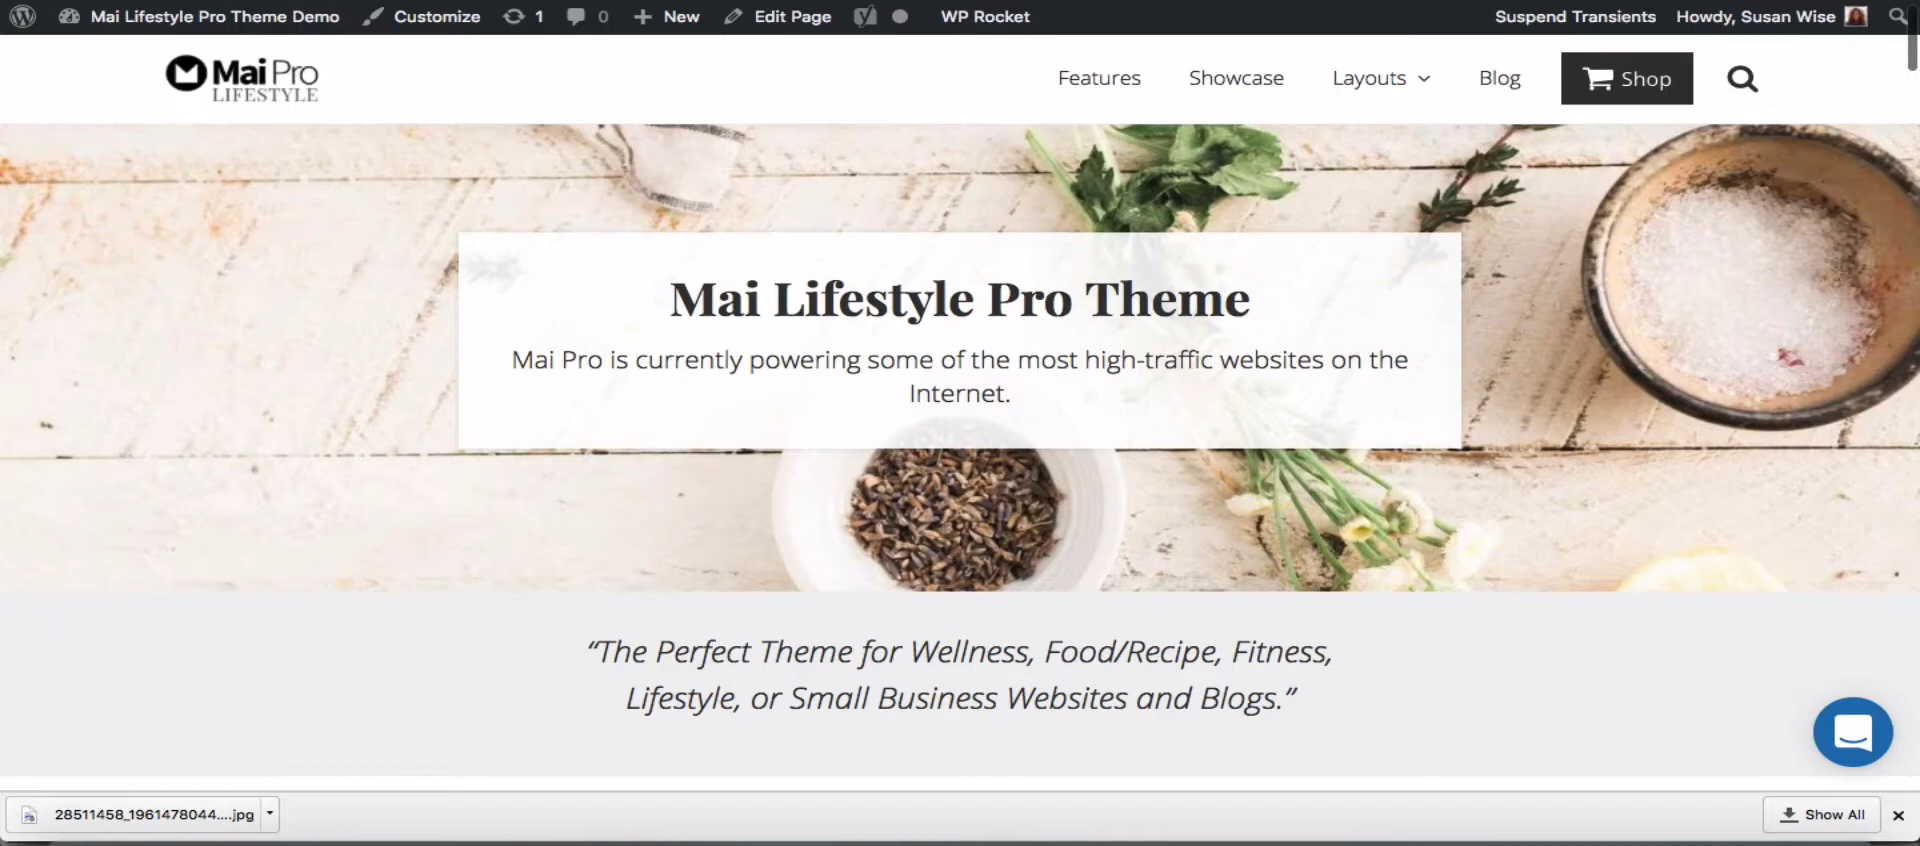 Mai Lifestyle Pro Theme Demo Customize 1 0 New Edit Page WP Rocket Suspend Transients Howdy, Susan Wise
Mai Pro
LIFESTYLE
Features Showcase Layouts Blog Shop
Mai Lifestyle Pro Theme
Mai Pro is currently powering some of the most high-traffic websites on the
Internet.
“The Perfect Theme for Wellness, Food/Recipe, Fitness,
Lifestyle, or Small Business Websites and Blogs.”
28511458_1961478044....jpg Show All